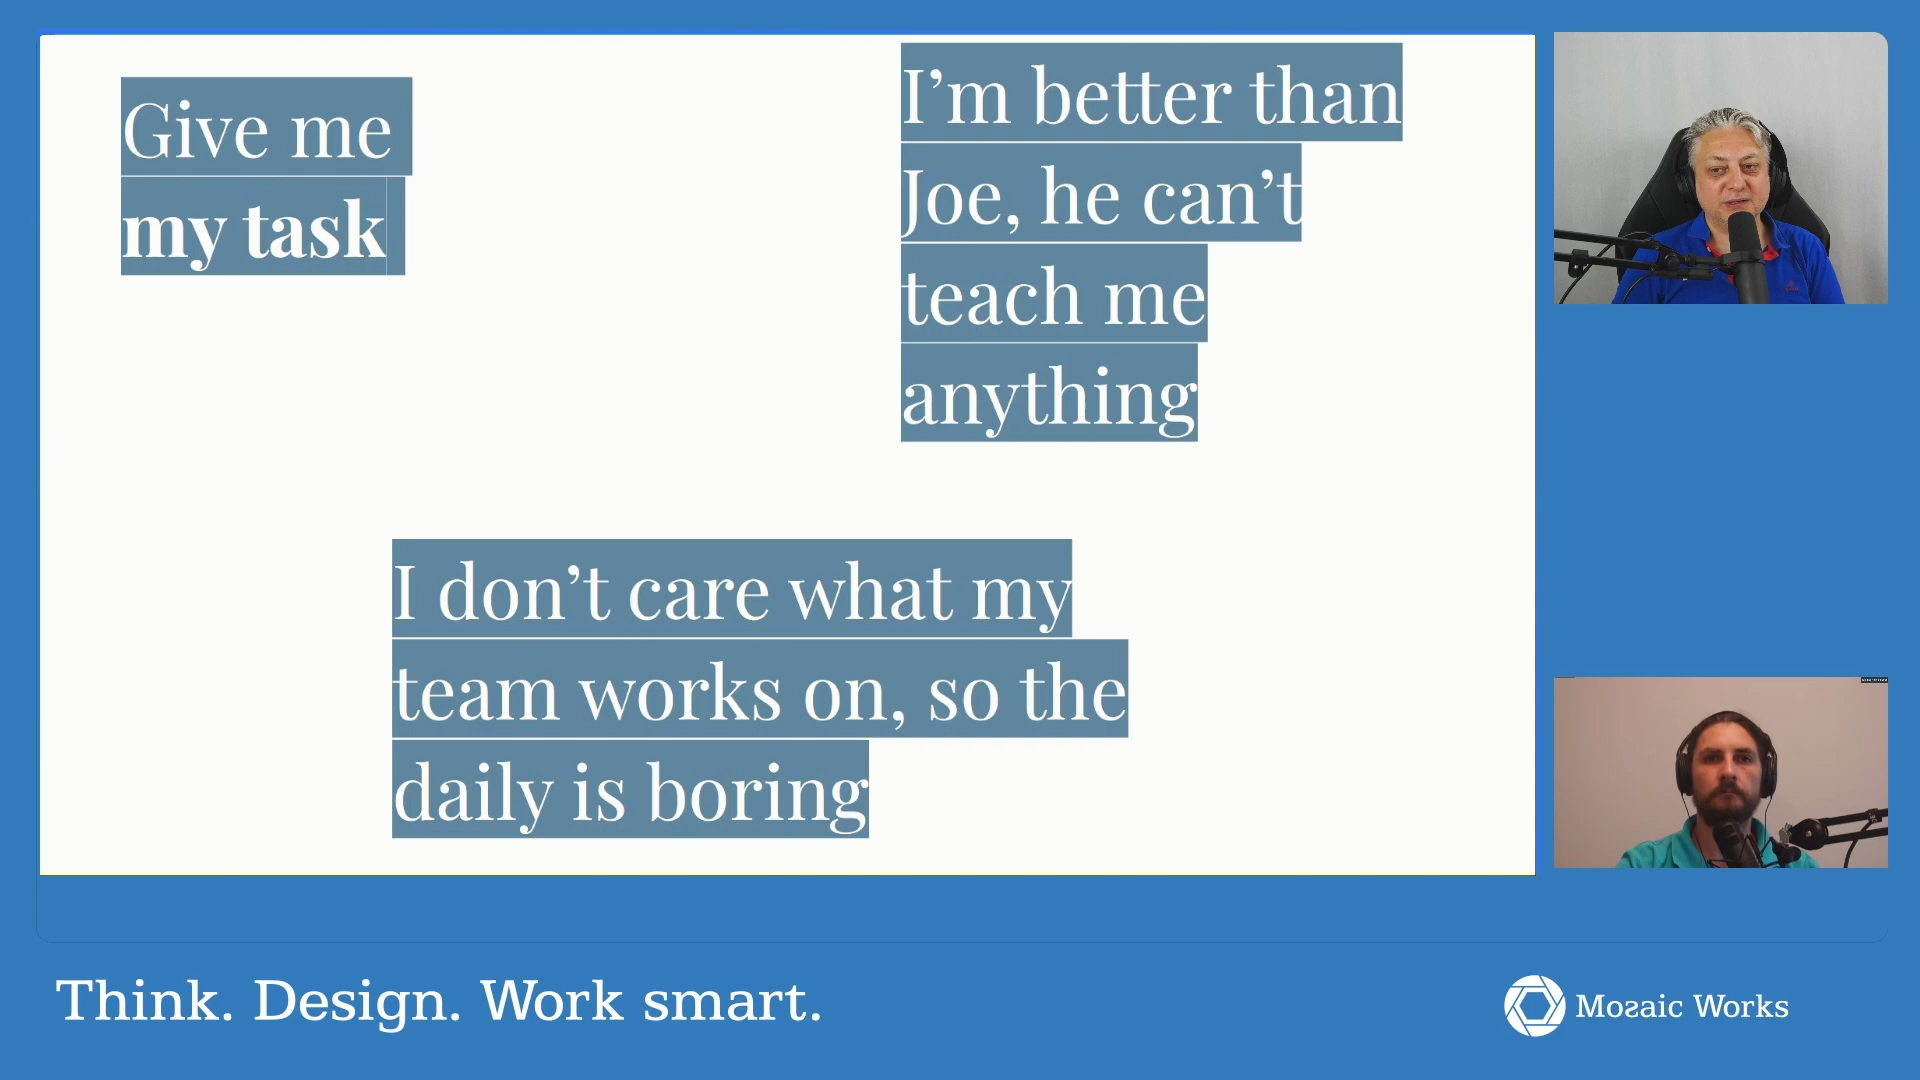 Give me
my task
I’m better than
Joe, he can’t
teach me
anything
I don’t care what my
team works on, so the
daily is boring
Think. Design. Work smart.
Mozaic Works